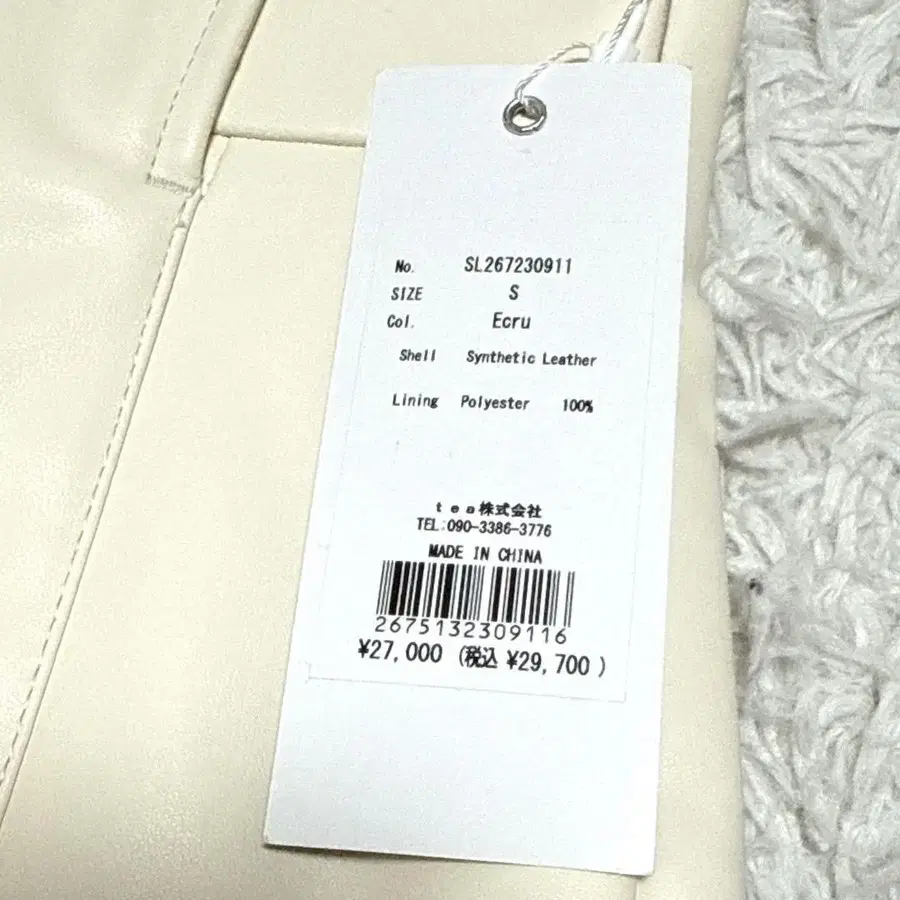 No. SL267230911
SIZE S
Col. Ecru
Shell Synthetic Leather
Lining Polyester 100%
tea株式会社
TEL:090-3386-3776
MADE IN CHINA
2675132309116
¥27,000 (税込 ¥29,700 )